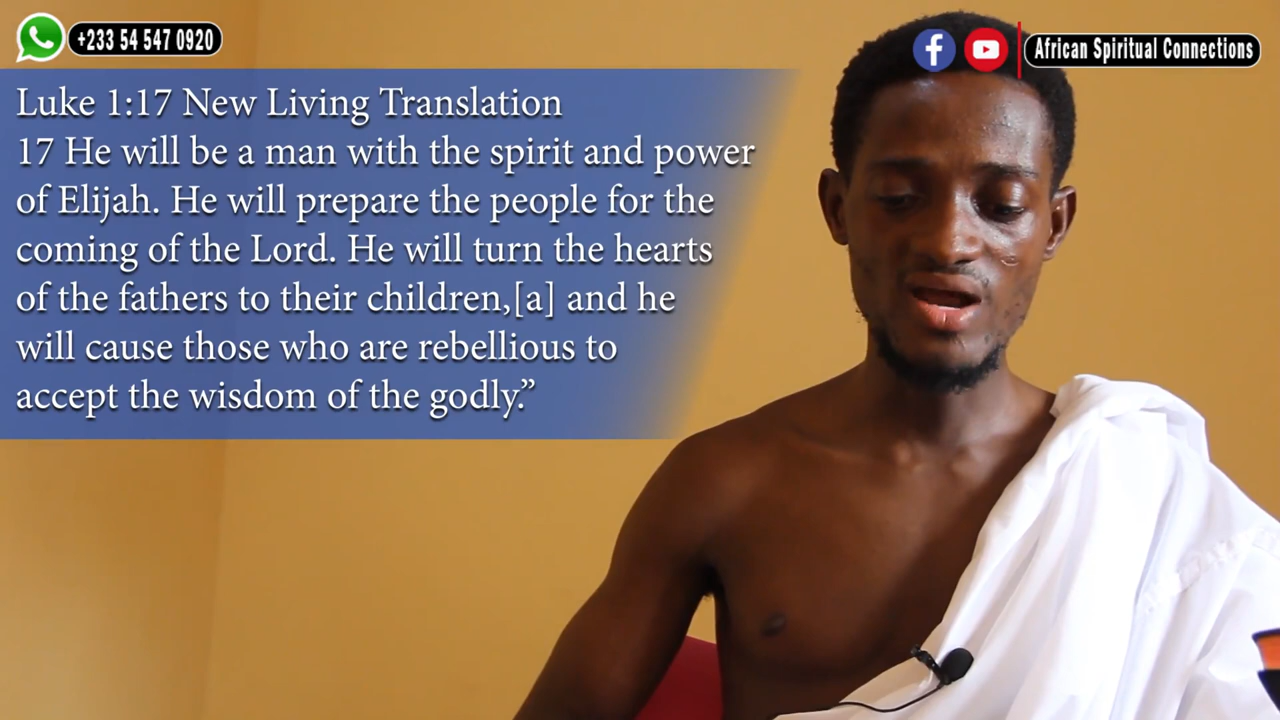 +233 54 547 0920
African Spiritual Connections
Luke 1:17 New Living Translation
17 He will be a man with the spirit and power
of Elijah. He will prepare the people for the
coming of the Lord. He will turn the hearts
of the fathers to their children,[a] and he
will cause those who are rebellious to
accept the wisdom of the godly.”